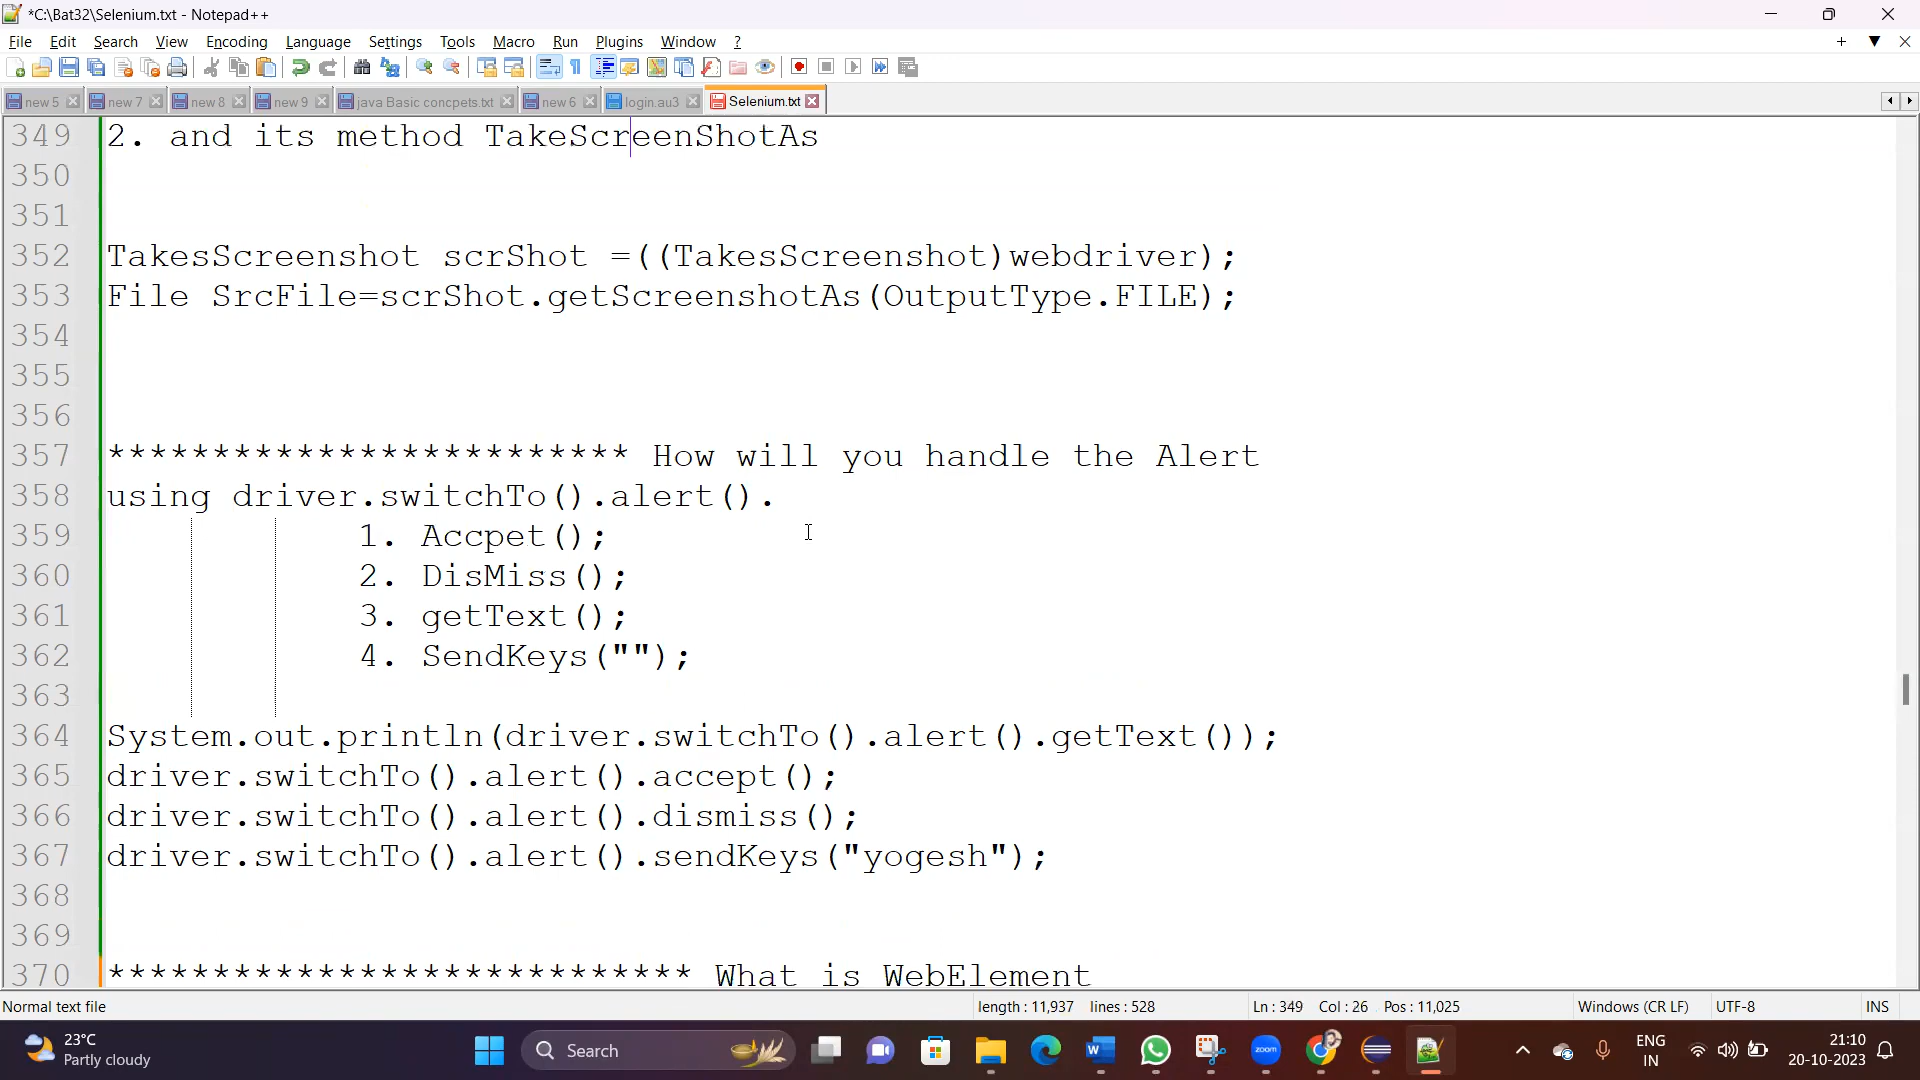 *C:\Bat32\Selenium.txt - Notepad++
File Edit Search View Encoding Language Settings Tools Macro Run Plugins Window ?
new 5 new 7 new 8 new 9 java Basic concpets.txt new 6 login.au3 Selenium.txt
349 2. and its method TakeScreenShotAs
350
351
352 TakesScreenshot scrShot =((TakesScreenshot)webdriver);
353 File SrcFile=scrShot.getScreenshotAs(OutputType.FILE);
354
355
356
357 ************************* How will you handle the Alert
358 using driver.switchTo().alert().
359 1. Accpet();
360 2. DisMiss();
361 3. getText();
362 4. SendKeys("");
363
364 System.out.println(driver.switchTo().alert().getText());
365 driver.switchTo().alert().accept();
366 driver.switchTo().alert().dismiss();
367 driver.switchTo().alert().sendKeys("yogesh");
368
369
370 **************************** What is WebElement
Normal text file length : 11,937 lines : 528 Ln : 349 Col : 26 Pos : 11,025 Windows (CR LF) UTF-8 INS
23°C
Partly cloudy
Search
zoom
ENG
IN
21:10
20-10-2023